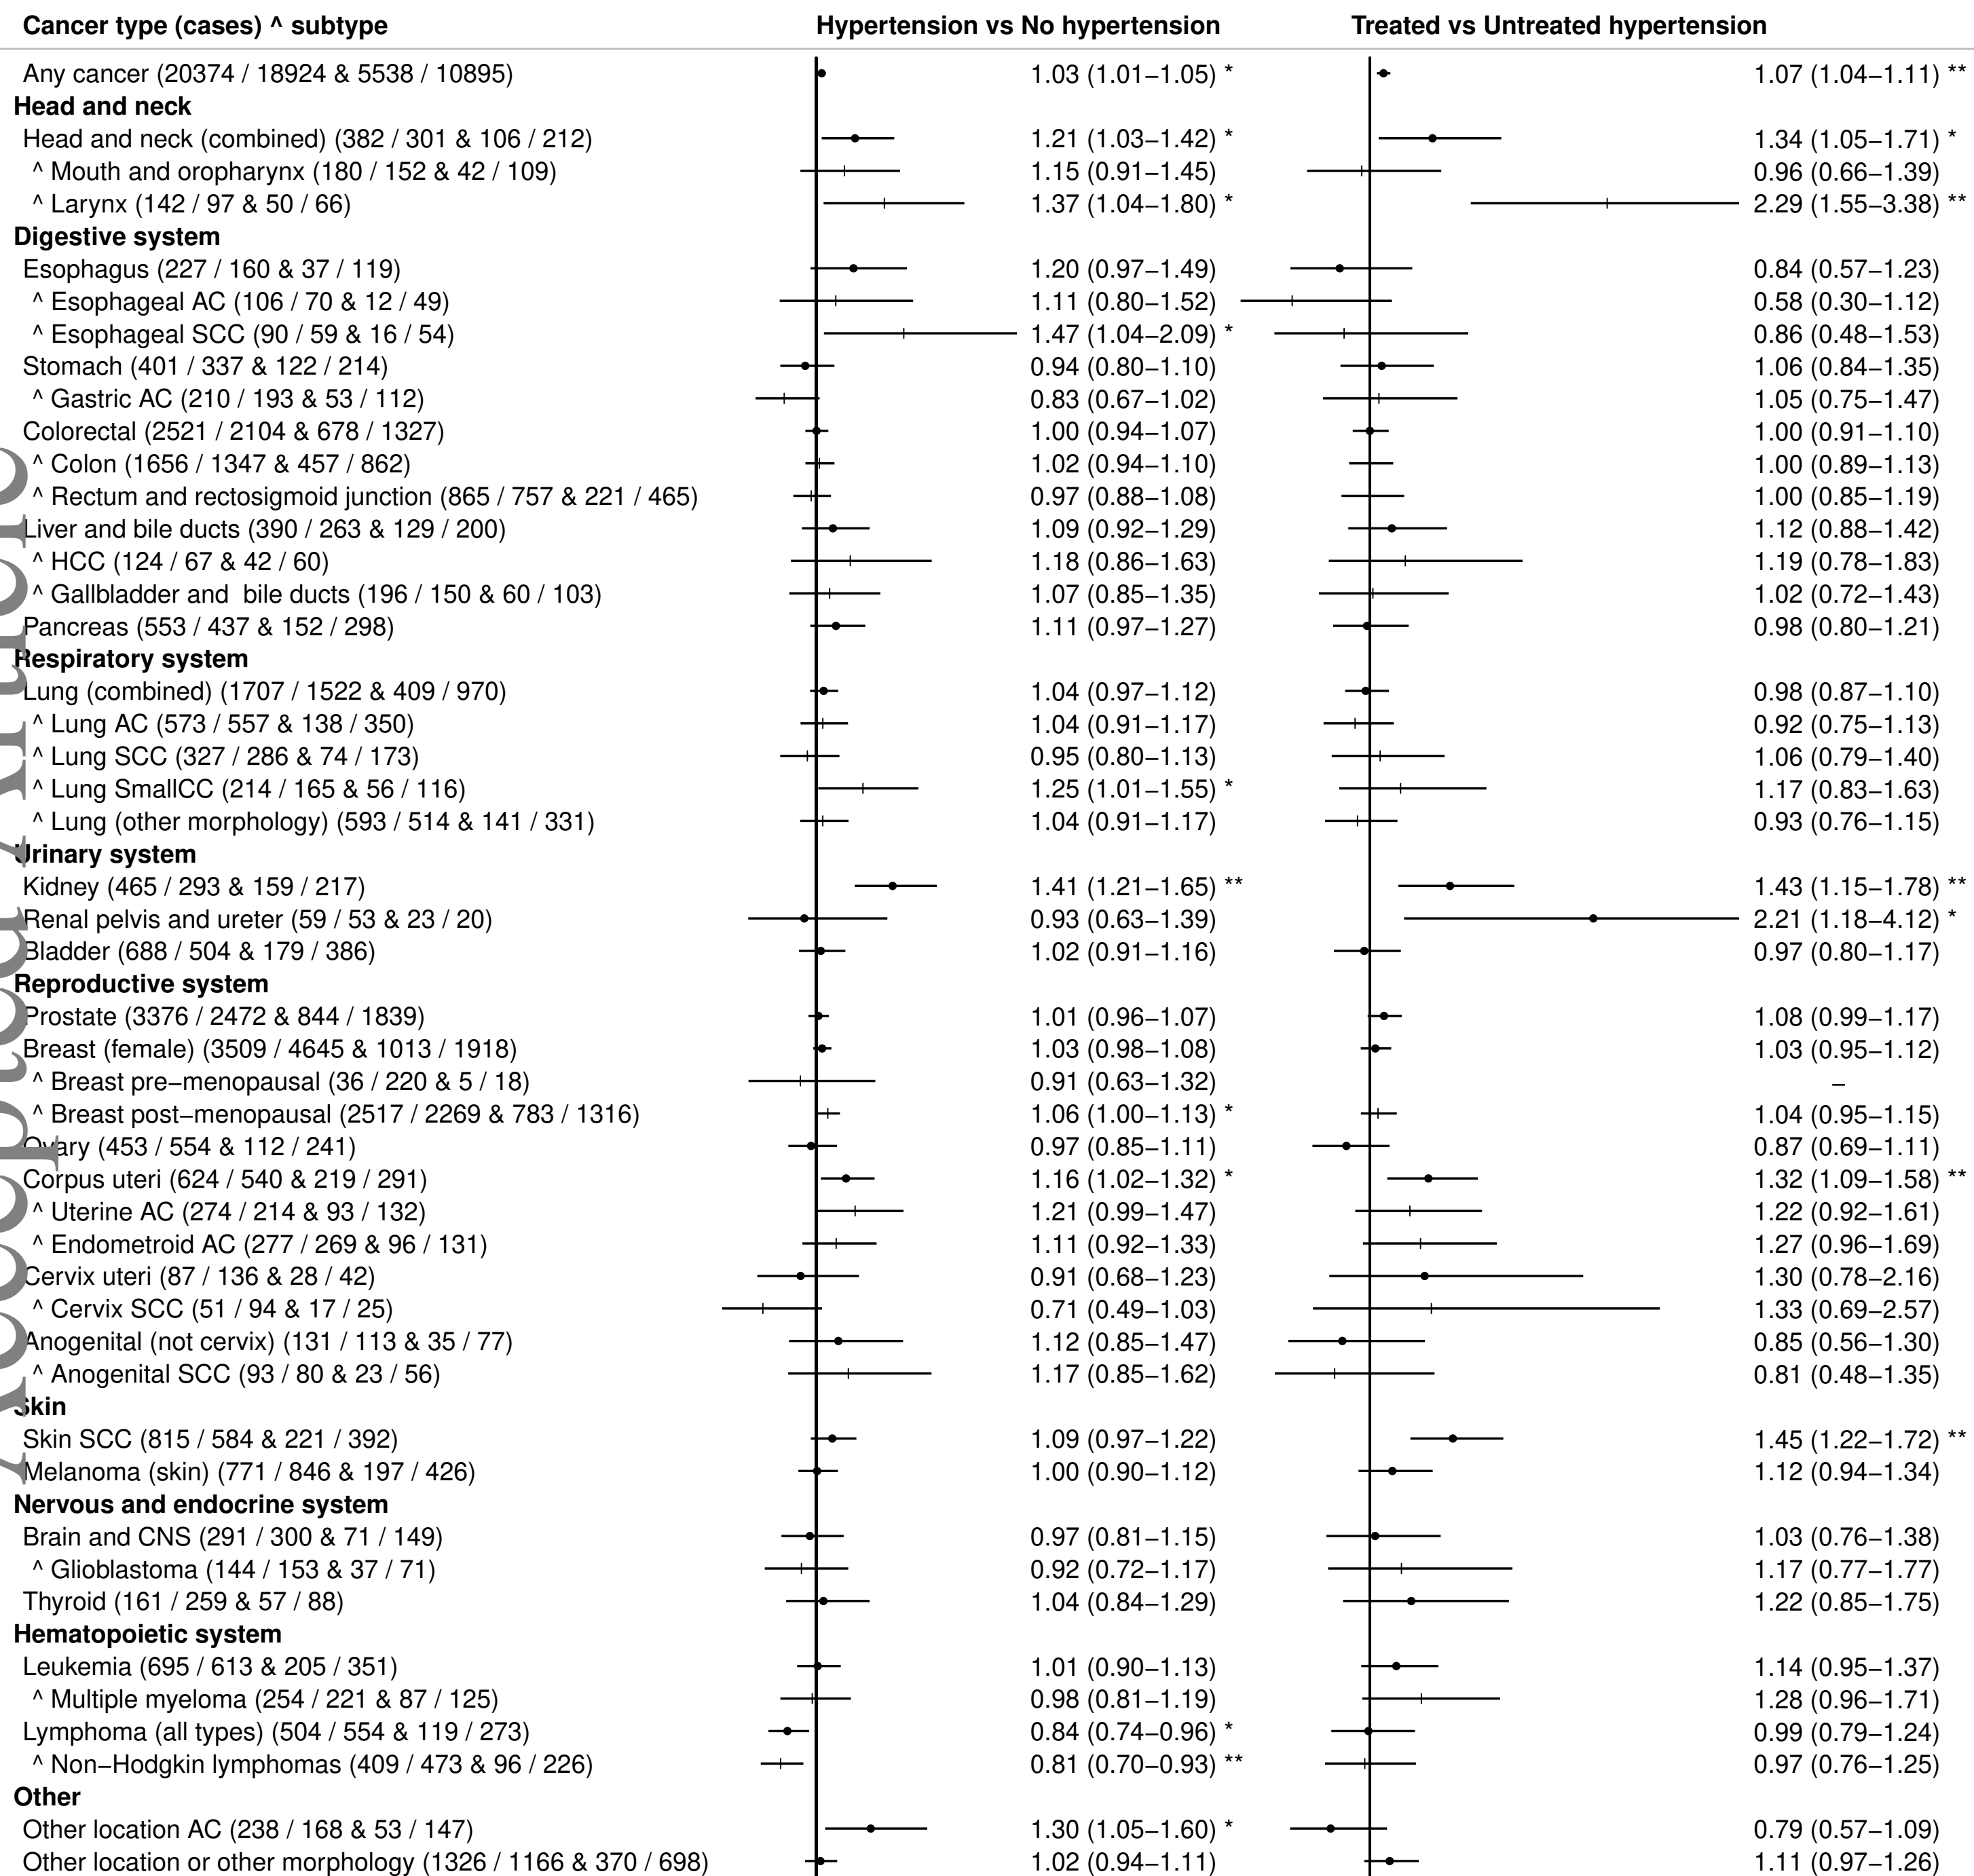 Cancer type (cases) ^ subtype Hypertension vs No hypertension Treated vs Untreated hypertension
Any cancer (20374 / 18924 & 5538 / 10895) 1.03 (1.01−1.05) * 1.07 (1.04−1.11) **
Head and neck
Head and neck (combined) (382 / 301 & 106 / 212) 1.21 (1.03−1.42) * 1.34 (1.05−1.71) *
^ Mouth and oropharynx (180 / 152 & 42 / 109) 1.15 (0.91−1.45) 0.96 (0.66−1.39)
^ Larynx (142 / 97 & 50 / 66) 1.37 (1.04−1.80) * 2.29 (1.55−3.38) **
Digestive system
Esophagus (227 / 160 & 37 / 119) 1.20 (0.97−1.49) 0.84 (0.57−1.23)
^ Esophageal AC (106 / 70 & 12 / 49) 1.11 (0.80−1.52) 0.58 (0.30−1.12)
^ Esophageal SCC (90 / 59 & 16 / 54) 1.47 (1.04−2.09) * 0.86 (0.48−1.53)
Stomach (401 / 337 & 122 / 214) 0.94 (0.80−1.10) 1.06 (0.84−1.35)
^ Gastric AC (210 / 193 & 53 / 112) 0.83 (0.67−1.02) 1.05 (0.75−1.47)
Colorectal (2521 / 2104 & 678 / 1327) 1.00 (0.94−1.07) 1.00 (0.91−1.10)
^ Colon (1656 / 1347 & 457 / 862) 1.02 (0.94−1.10) 1.00 (0.89−1.13)
^ Rectum and rectosigmoid junction (865 / 757 & 221 / 465) 0.97 (0.88−1.08) 1.00 (0.85−1.19)
Liver and bile ducts (390 / 263 & 129 / 200) 1.09 (0.92−1.29) 1.12 (0.88−1.42)
^ HCC (124 / 67 & 42 / 60) 1.18 (0.86−1.63) 1.19 (0.78−1.83)
^ Gallbladder and  bile ducts (196 / 150 & 60 / 103) 1.07 (0.85−1.35) 1.02 (0.72−1.43)
Pancreas (553 / 437 & 152 / 298) 1.11 (0.97−1.27) 0.98 (0.80−1.21)
Respiratory system
Lung (combined) (1707 / 1522 & 409 / 970) 1.04 (0.97−1.12) 0.98 (0.87−1.10)
^ Lung AC (573 / 557 & 138 / 350) 1.04 (0.91−1.17) 0.92 (0.75−1.13)
^ Lung SCC (327 / 286 & 74 / 173) 0.95 (0.80−1.13) 1.06 (0.79−1.40)
^ Lung SmallCC (214 / 165 & 56 / 116) 1.25 (1.01−1.55) * 1.17 (0.83−1.63)
^ Lung (other morphology) (593 / 514 & 141 / 331) 1.04 (0.91−1.17) 0.93 (0.76−1.15)
Urinary system
Kidney (465 / 293 & 159 / 217) 1.41 (1.21−1.65) ** 1.43 (1.15−1.78) **
Renal pelvis and ureter (59 / 53 & 23 / 20) 0.93 (0.63−1.39) 2.21 (1.18−4.12) *
Bladder (688 / 504 & 179 / 386) 1.02 (0.91−1.16) 0.97 (0.80−1.17)
Reproductive system
Prostate (3376 / 2472 & 844 / 1839) 1.01 (0.96−1.07) 1.08 (0.99−1.17)
Breast (female) (3509 / 4645 & 1013 / 1918) 1.03 (0.98−1.08) 1.03 (0.95−1.12)
^ Breast pre−menopausal (36 / 220 & 5 / 18) 0.91 (0.63−1.32) −
^ Breast post−menopausal (2517 / 2269 & 783 / 1316) 1.06 (1.00−1.13) * 1.04 (0.95−1.15)
Ovary (453 / 554 & 112 / 241) 0.97 (0.85−1.11) 0.87 (0.69−1.11)
Corpus uteri (624 / 540 & 219 / 291) 1.16 (1.02−1.32) * 1.32 (1.09−1.58) **
^ Uterine AC (274 / 214 & 93 / 132) 1.21 (0.99−1.47) 1.22 (0.92−1.61)
^ Endometroid AC (277 / 269 & 96 / 131) 1.11 (0.92−1.33) 1.27 (0.96−1.69)
Cervix uteri (87 / 136 & 28 / 42) 0.91 (0.68−1.23) 1.30 (0.78−2.16)
^ Cervix SCC (51 / 94 & 17 / 25) 0.71 (0.49−1.03) 1.33 (0.69−2.57)
Anogenital (not cervix) (131 / 113 & 35 / 77) 1.12 (0.85−1.47) 0.85 (0.56−1.30)
^ Anogenital SCC (93 / 80 & 23 / 56) 1.17 (0.85−1.62) 0.81 (0.48−1.35)
Skin
Skin SCC (815 / 584 & 221 / 392) 1.09 (0.97−1.22) 1.45 (1.22−1.72) **
Melanoma (skin) (771 / 846 & 197 / 426) 1.00 (0.90−1.12) 1.12 (0.94−1.34)
Nervous and endocrine system
Brain and CNS (291 / 300 & 71 / 149) 0.97 (0.81−1.15) 1.03 (0.76−1.38)
^ Glioblastoma (144 / 153 & 37 / 71) 0.92 (0.72−1.17) 1.17 (0.77−1.77)
Thyroid (161 / 259 & 57 / 88) 1.04 (0.84−1.29) 1.22 (0.85−1.75)
Hematopoietic system
Leukemia (695 / 613 & 205 / 351) 1.01 (0.90−1.13) 1.14 (0.95−1.37)
^ Multiple myeloma (254 / 221 & 87 / 125) 0.98 (0.81−1.19) 1.28 (0.96−1.71)
Lymphoma (all types) (504 / 554 & 119 / 273) 0.84 (0.74−0.96) * 0.99 (0.79−1.24)
^ Non−Hodgkin lymphomas (409 / 473 & 96 / 226) 0.81 (0.70−0.93) ** 0.97 (0.76−1.25)
Other
Other location AC (238 / 168 & 53 / 147) 1.30 (1.05−1.60) * 0.79 (0.57−1.09)
Other location or other morphology (1326 / 1166 & 370 / 698) 1.02 (0.94−1.11) 1.11 (0.97−1.26)
Accepted Article